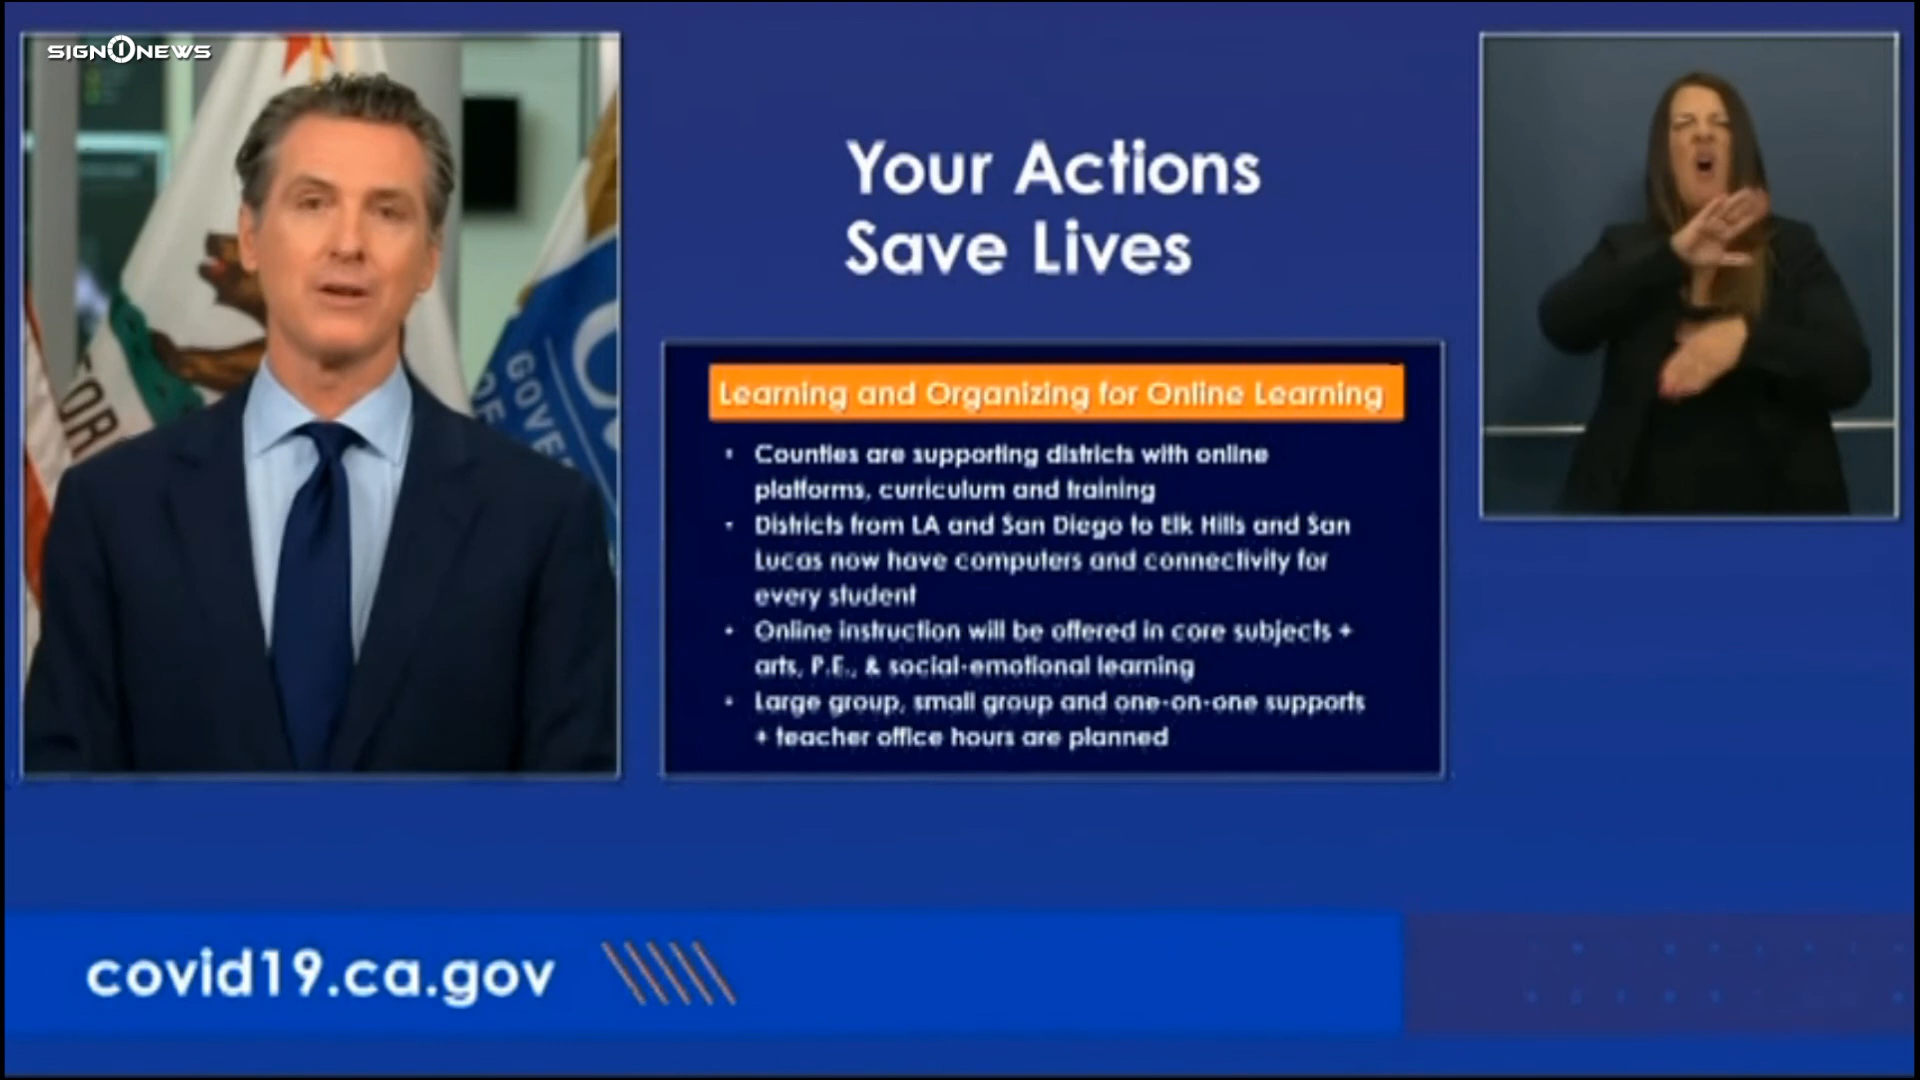 SIGN1NEWS
Your Actions
Save Lives
Learning and Organizing for Online Learning
• Counties are supporting districts with online
platforms, curriculum and training
• Districts from LA and San Diego to Elk Hills and San
Lucas now have computers and connectivity for
every student
• Online instruction will be offered in core subjects +
arts, P.E., & social-emotional learning
• Large group, small group and one-on-one supports
+ teacher office hours are planned
covid19.ca.gov